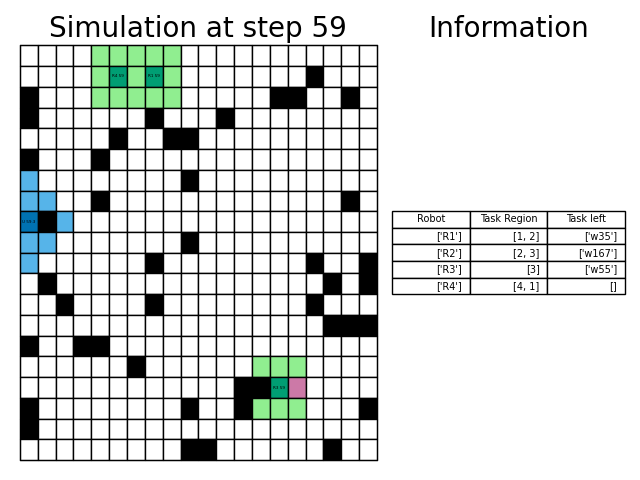 Simulation at step 59
Information
Robot Task Region Task left
['R1'] [1, 2] ['w35']
['R2'] [2, 3] ['w167']
['R3'] [3] ['w55']
['R4'] [4, 1] []